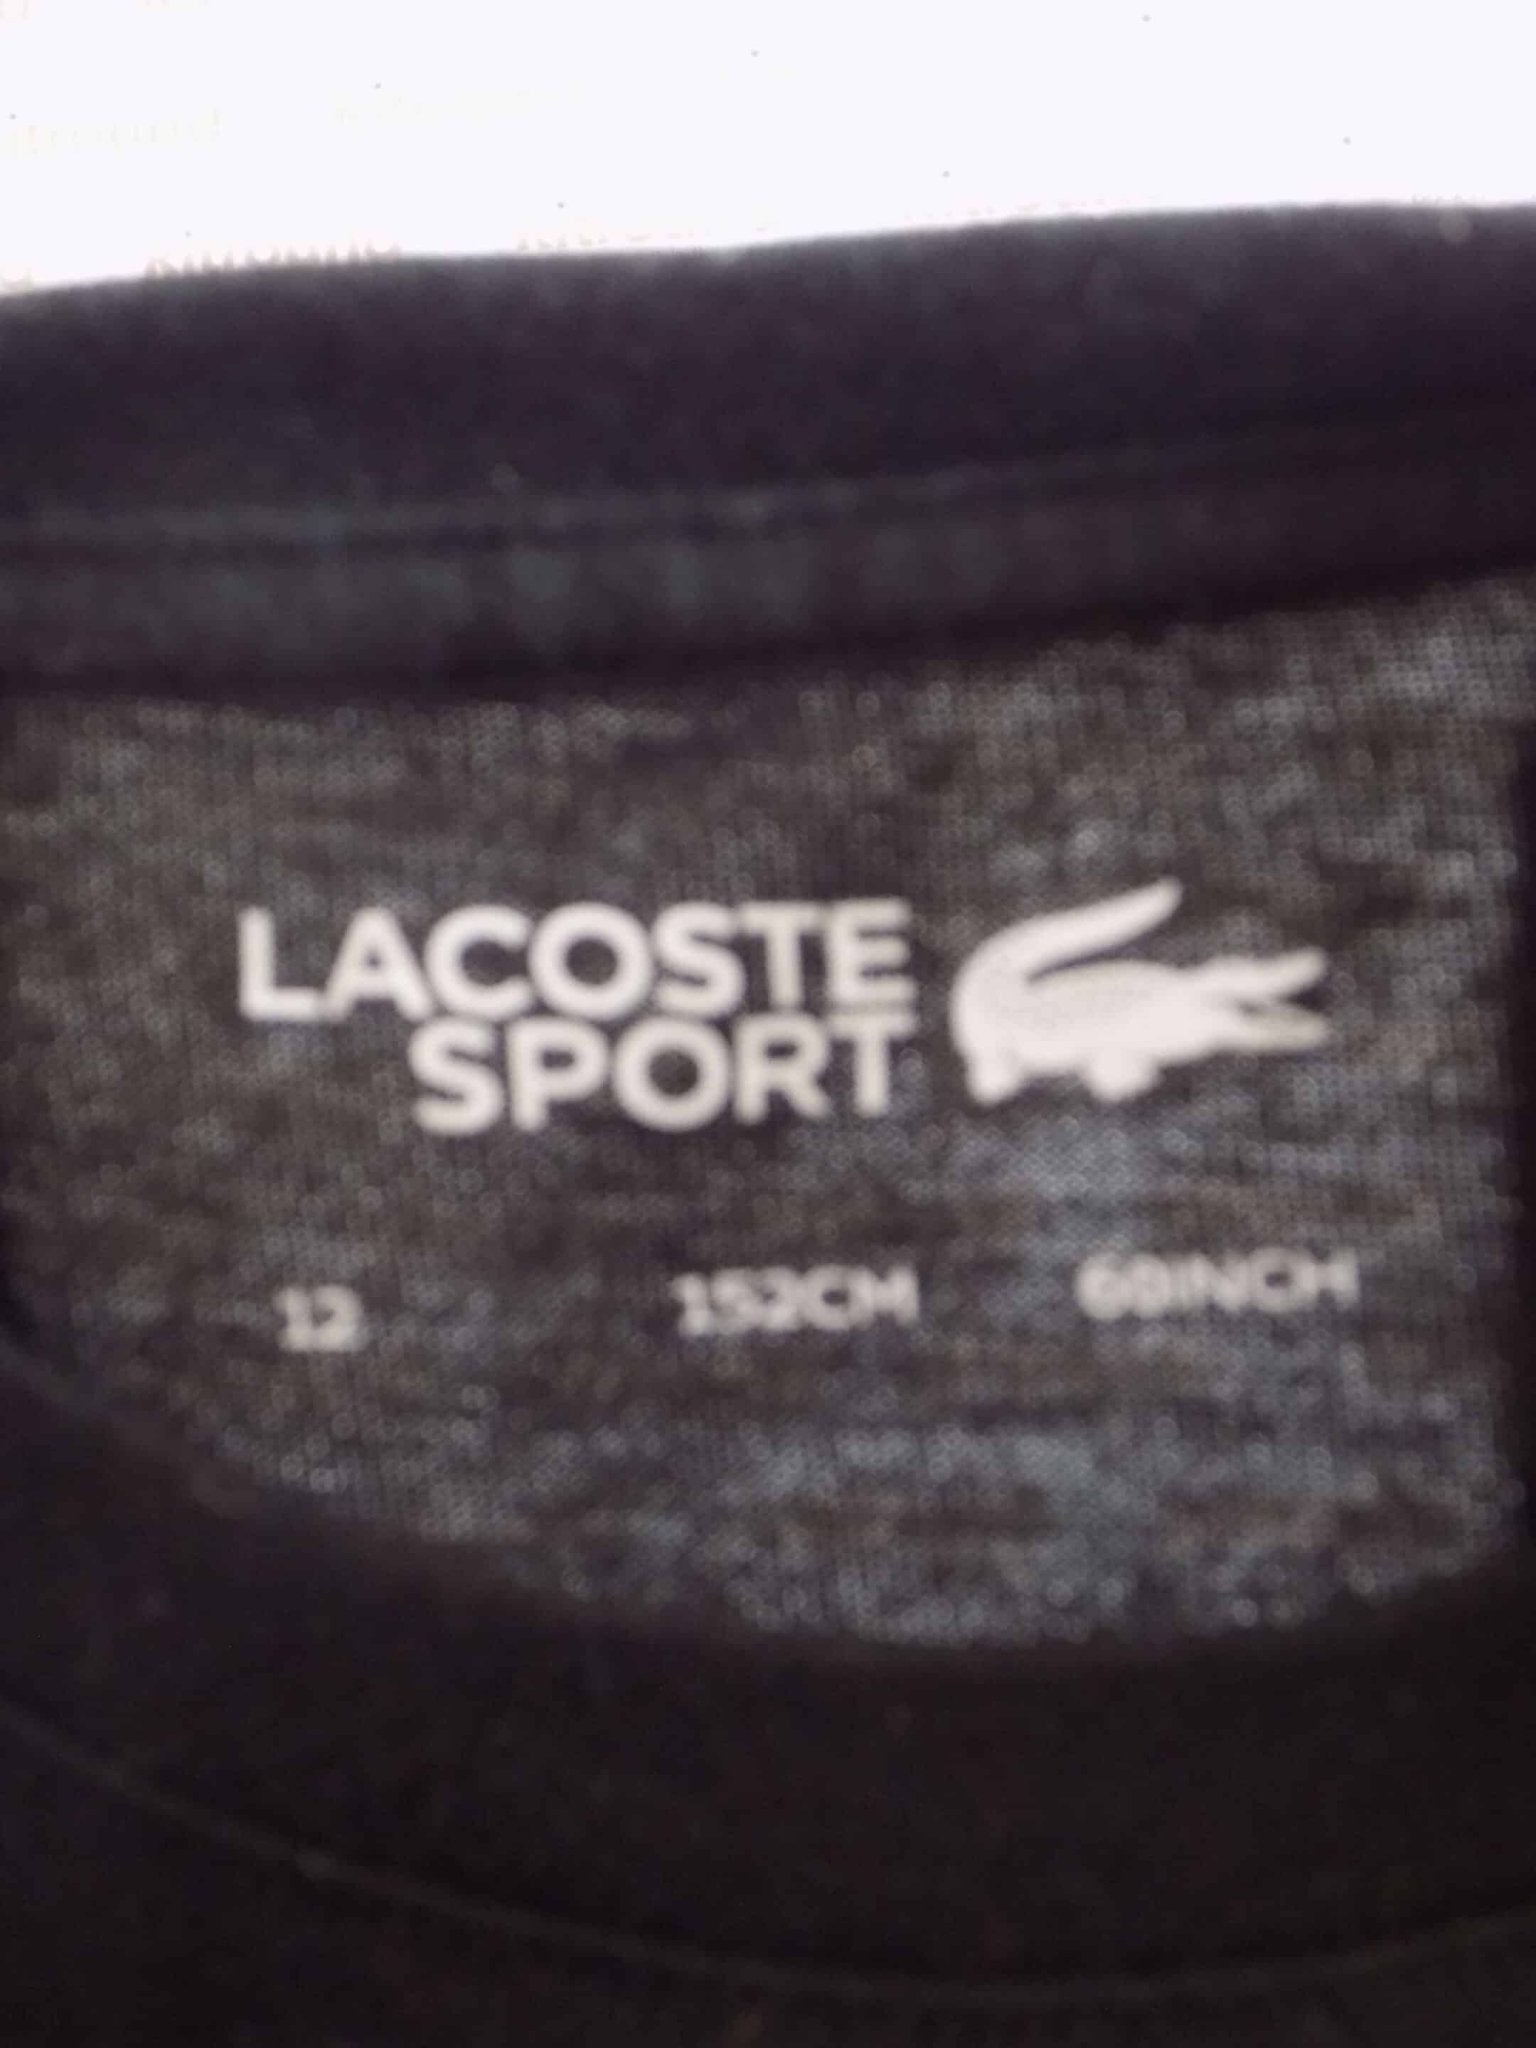 LACOSTE
SPORT
12 152CM 60INCH